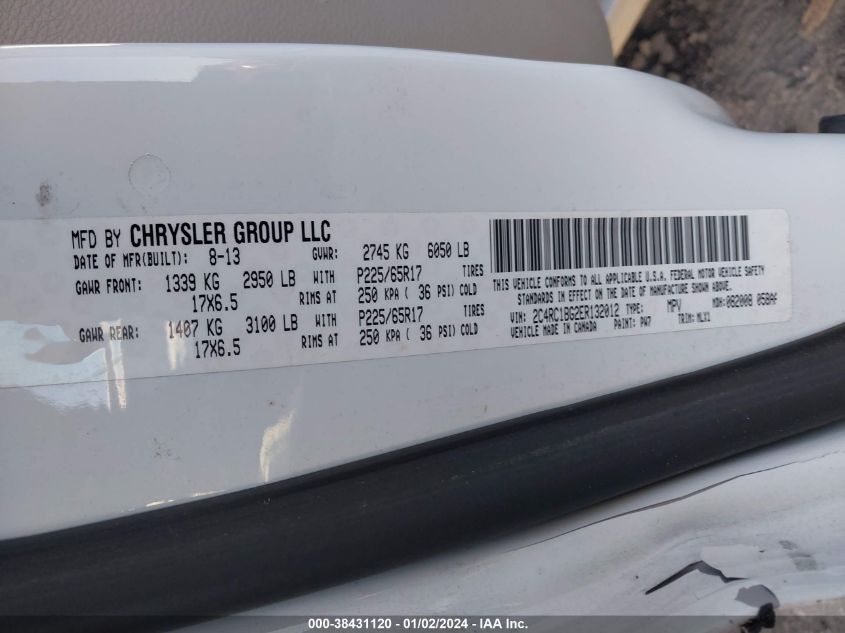 MFD BY CHRYSLER GROUP LLC
DATE OF MFR(BUILT): 8-13 GVWR: 2745 KG 6050 LB
GAWR FRONT: 1339 KG 2950 LB WITH P225/65R17 TIRES
17X6.5 RIMS AT 250 KPA ( 36 PSI) COLD
GAWR REAR: 1407 KG 3100 LB WITH P225/65R17 TIRES
17X6.5 RIMS AT 250 KPA ( 36 PSI) COLD
THIS VEHICLE CONFORMS TO ALL APPLICABLE U.S.A. FEDERAL MOTOR VEHICLE SAFETY
STANDARDS IN EFFECT ON THE DATE OF MANUFACTURE SHOWN ABOVE.
VIN: 2C4RC1BG2ER132012 TYPE: MPV MDH: 082008 058AF
VEHICLE MADE IN CANADA PAINT: PW7 TRIM: MLX1
000-38431120 - 01/02/2024 - IAA Inc.